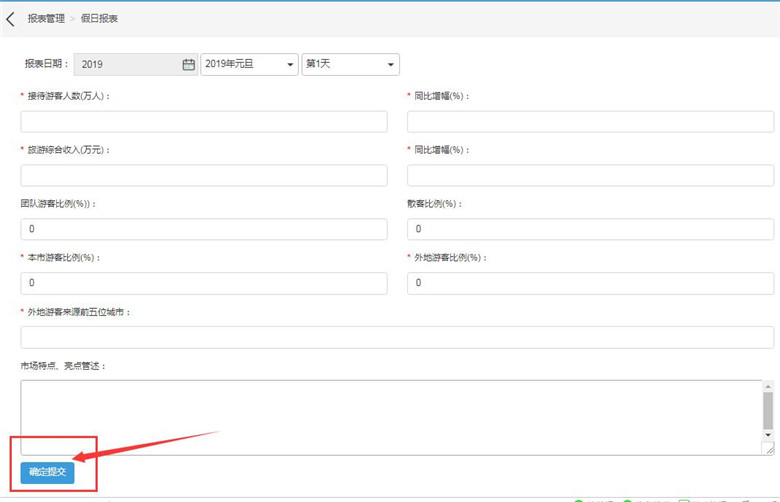 报表管理 > 假日报表
报表日期： 2019 2019年元旦 第1天
* 接待游客人数(万人)： * 同比增幅(%)：
* 旅游综合收入(万元)： * 同比增幅(%)：
团队游客比例(%))： 散客比例(%)：
0 0
* 本市游客比例(%)： * 外地游客比例(%)：
0 0
* 外地游客来源前五位城市：
市场特点、亮点管述：
确定提交